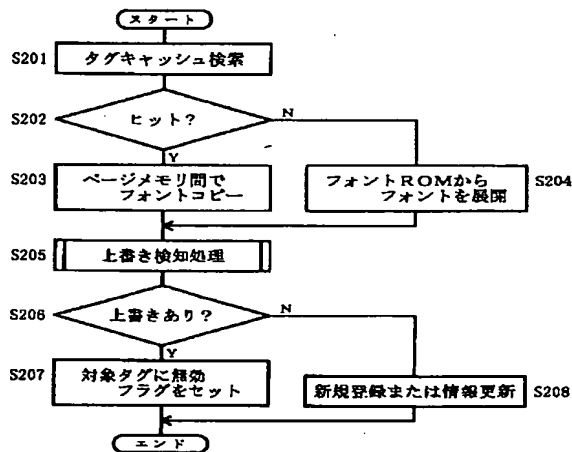 スタート
S201
タグキャッシュ検索
S202
ヒット?
N
Y
S203
ページメモリ間で
フォントコピー
フォントROMから
フォントを展開
S204
S205
上書き検知処理
S206
上書きあり?
N
Y
S207
対象タグに無効
フラグをセット
新規登録または情報更新
S208
エンド